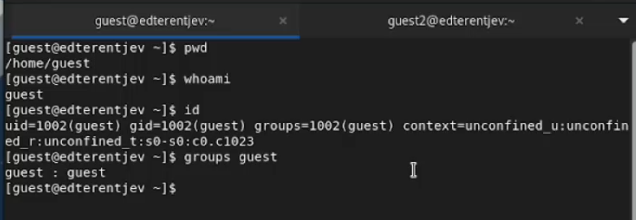 guest@edterentjev:~ × guest2@edterentjev:~ ×
[guest@edterentjev ~]$ pwd
/home/guest
[guest@edterentjev ~]$ whoami
guest
[guest@edterentjev ~]$ id
uid=1002(guest) gid=1002(guest) groups=1002(guest) context=unconfined_u:unconfin
ed_r:unconfined_t:s0-s0:c0.c1023
[guest@edterentjev ~]$ groups guest
guest : guest
[guest@edterentjev ~]$